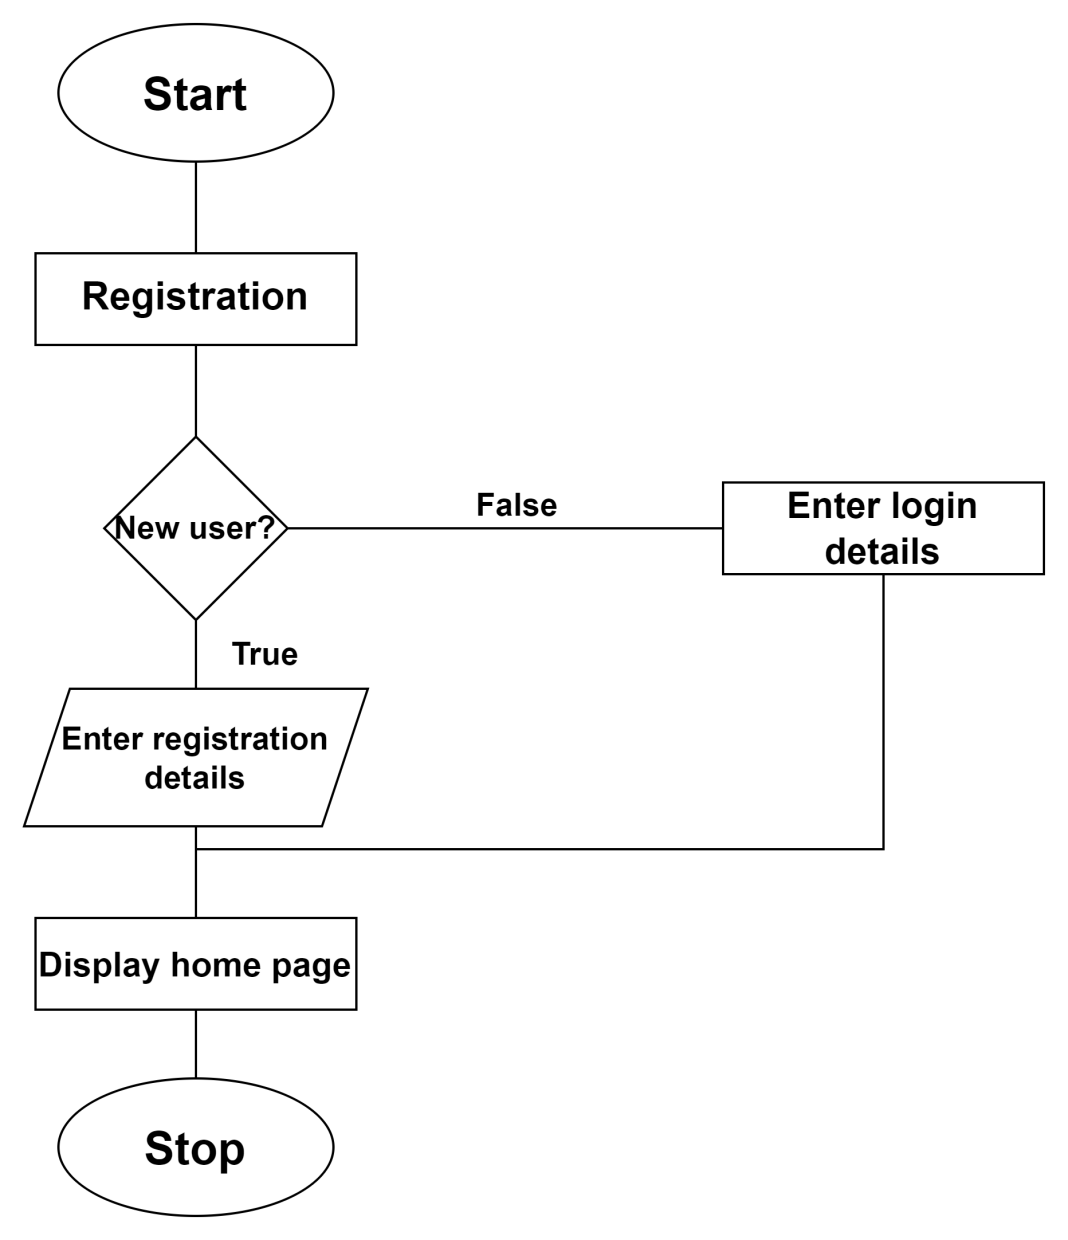 Start
Registration
New user?
False
Enter login
details
True
Enter registration
details
Display home page
Stop